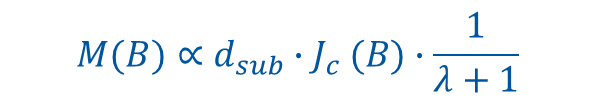 M(B) ∝ d_sub · J_c (B) · 1/(λ + 1)